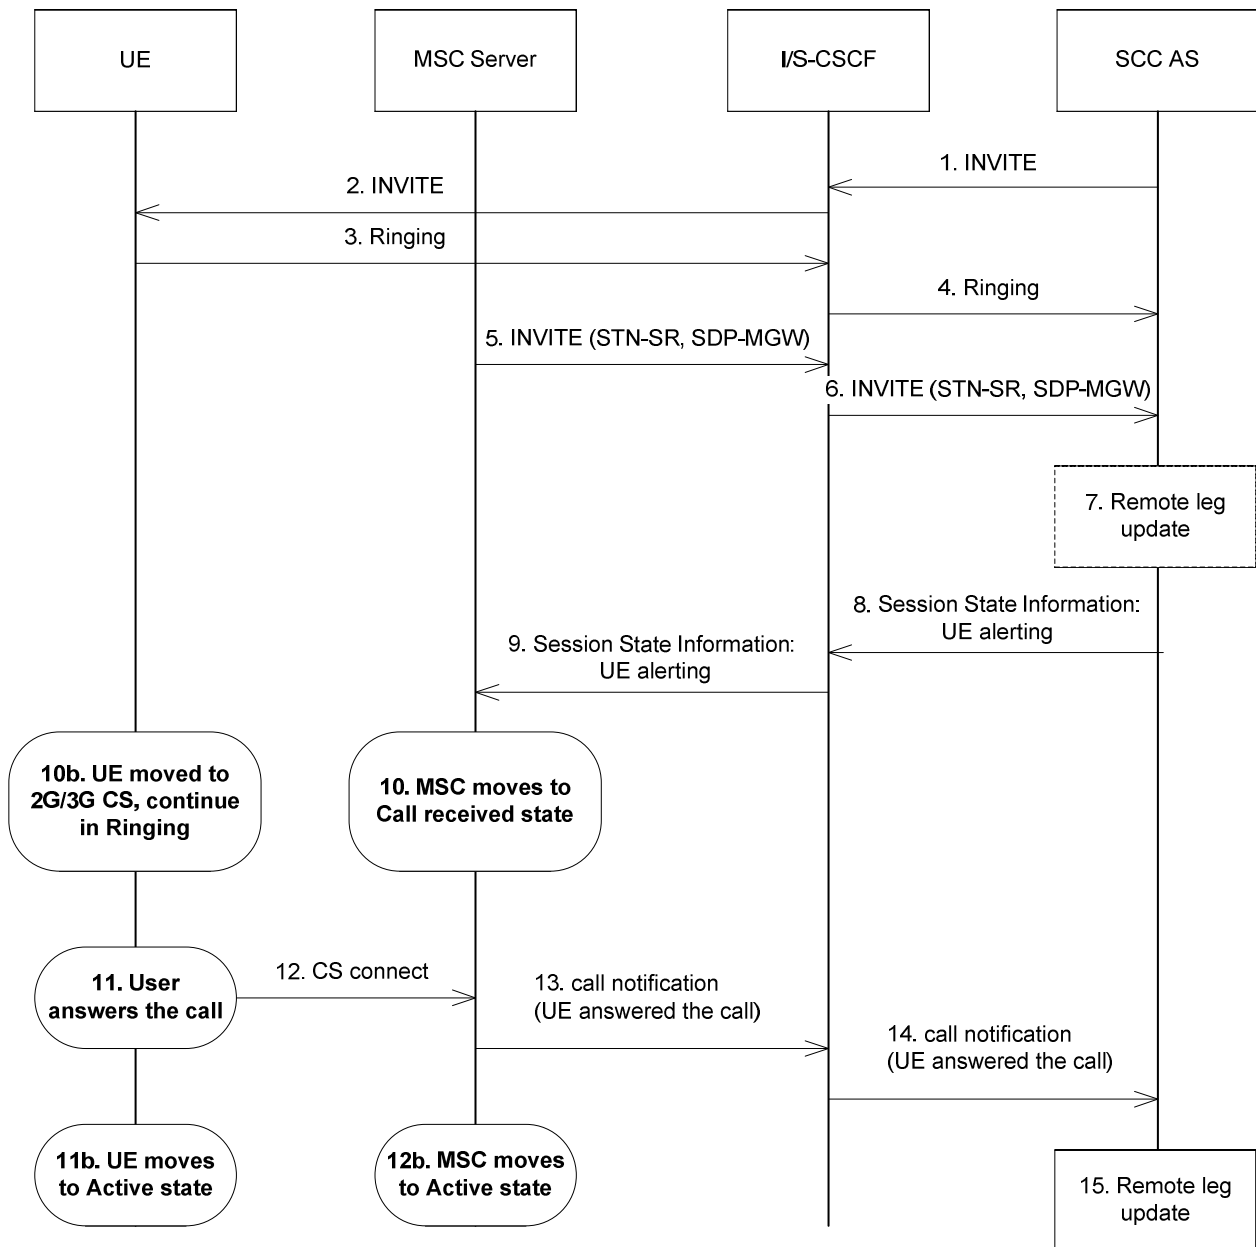 UE
MSC Server
I/S-CSCF
SCC AS
1. INVITE
2. INVITE
3. Ringing
4. Ringing
5. INVITE (STN-SR, SDP-MGW)
6. INVITE (STN-SR, SDP-MGW)
7. Remote leg
update
8. Session State Information:
UE alerting
9. Session State Information:
UE alerting
10b. UE moved to
2G/3G CS, continue
in Ringing
10. MSC moves to
Call received state
11. User
answers the call
12. CS connect
13. call notification
(UE answered the call)
14. call notification
(UE answered the call)
11b. UE moves
to Active state
12b. MSC moves
to Active state
15. Remote leg
update